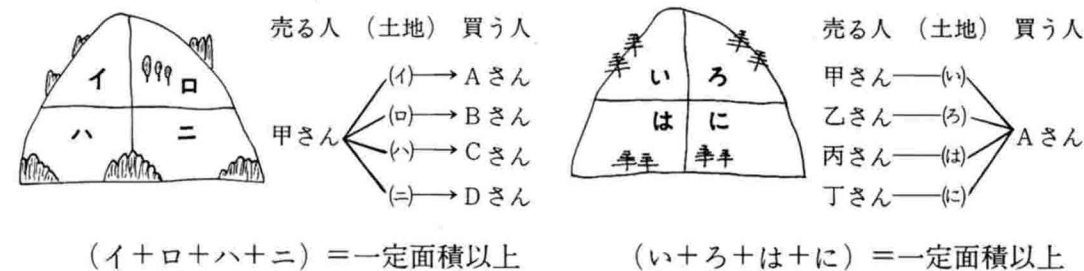 売る人 （土地） 買う人
イ
ロ
ハ
ニ
甲さん
(イ) → Aさん
(ロ) → Bさん
(ハ) → Cさん
(ニ) → Dさん
（イ＋ロ＋ハ＋ニ）＝一定面積以上
売る人 （土地） 買う人
い
ろ
は
に
甲さん (い)
乙さん (ろ)
丙さん (は)
丁さん (に)
Aさん
（い＋ろ＋は＋に）＝一定面積以上